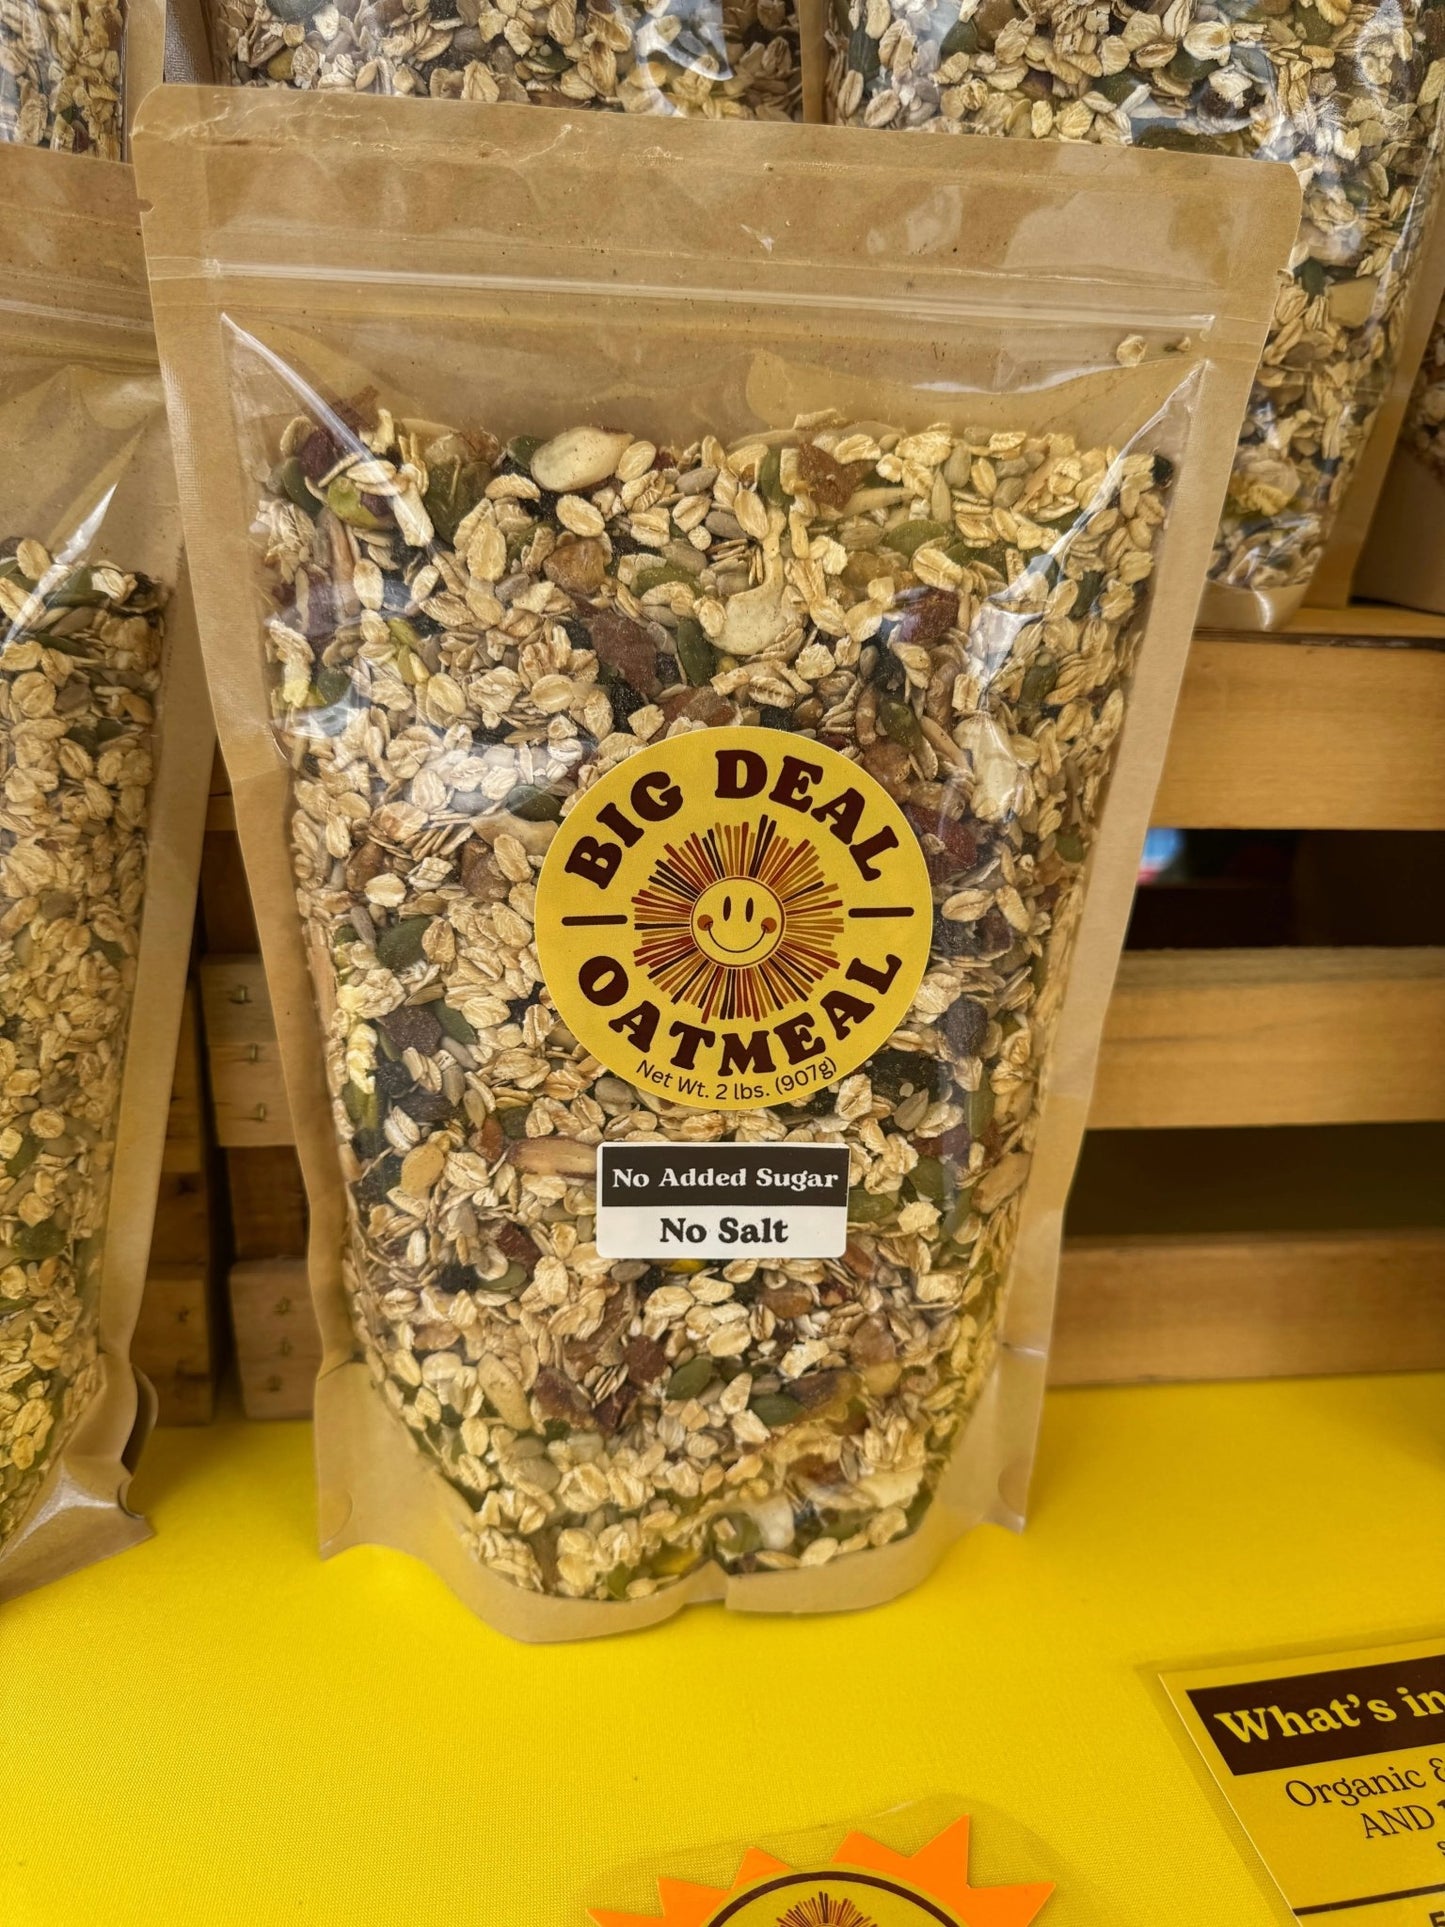 BIG DEAL
OATMEAL
Net Wt. 2 lbs. (907g)
No Added Sugar
No Salt
What's in
Organic &
AND